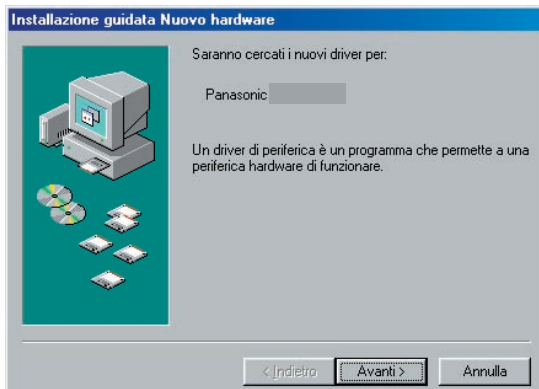 Installazione guidata Nuovo hardware
Saranno cercati i nuovi driver per:
Panasonic
Un driver di periferica è un programma che permette a una
periferica hardware di funzionare.
< Indietro
Avanti >
Annulla